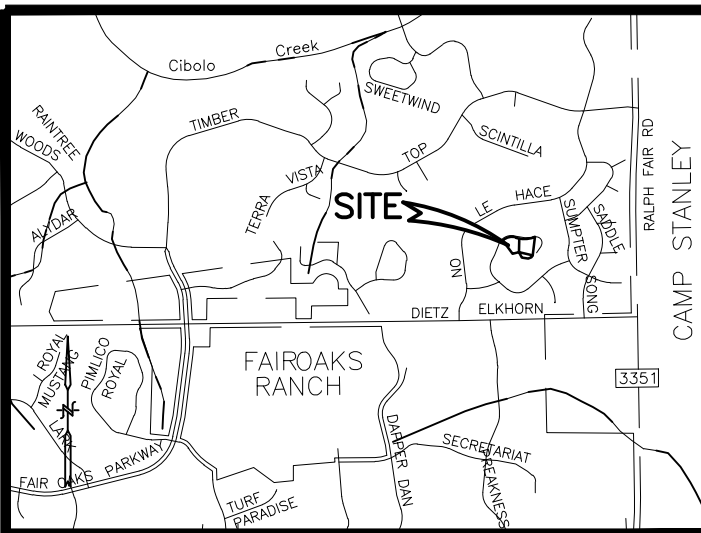 Cibolo
Creek
RAINTREE
WOODS
TIMBER
SWEETWIND
SCINTILLA
TOP
VISTA
TERRA
ALYDAR
SITE
LE HACE
SUMPTER
SADDLE
SONG
ON
DIETZ ELKHORN
RALPH FAIR RD
CAMP STANLEY
3351
FAIROAKS
RANCH
I ROYAL
MUSTANG
PIMLICO
ROYAL
N
LARK
FAIR OAKS PARKWAY
TURF
PARADISE
DAPPER DAN
SECRETARIAT
PREAKNESS